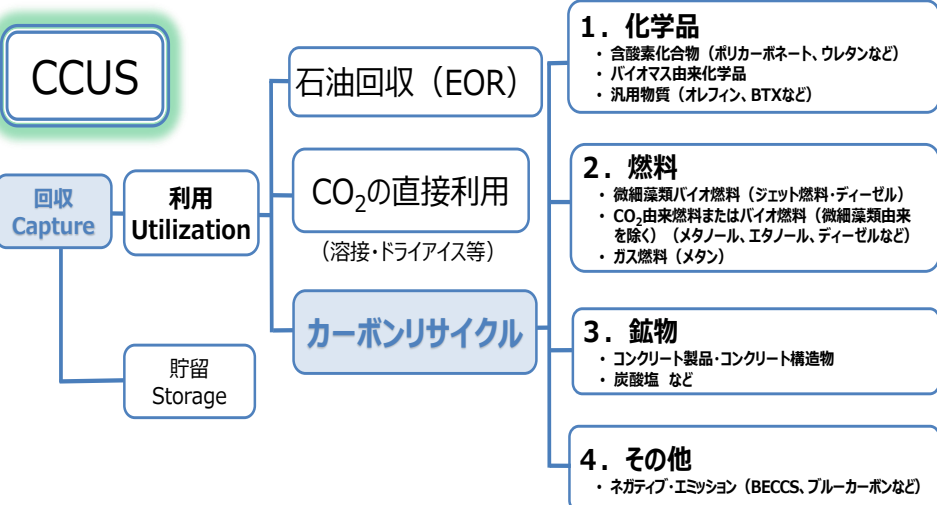 CCUS
回収
Capture
利用
Utilization
貯留
Storage
石油回収（EOR）
CO₂の直接利用
（溶接・ドライアイス等）
カーボンリサイクル
1. 化学品
・ 含酸素化合物（ポリカーボネート、ウレタンなど）
・ バイオマス由来化学品
・ 汎用物質（オレフィン、BTXなど）
2. 燃料
・ 微細藻類バイオ燃料（ジェット燃料・ディーゼル）
・ CO₂由来燃料またはバイオ燃料（微細藻類由来
を除く）（メタノール、エタノール、ディーゼルなど）
・ ガス燃料（メタン）
3. 鉱物
・ コンクリート製品・コンクリート構造物
・ 炭酸塩 など
4. その他
・ ネガティブ・エミッション（BECCS、ブルーカーボンなど）